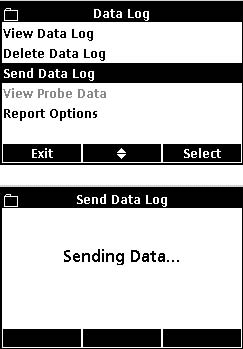 Data Log
View Data Log
Delete Data Log
Send Data Log
View Probe Data
Report Options
Exit
Select
Send Data Log
Sending Data...